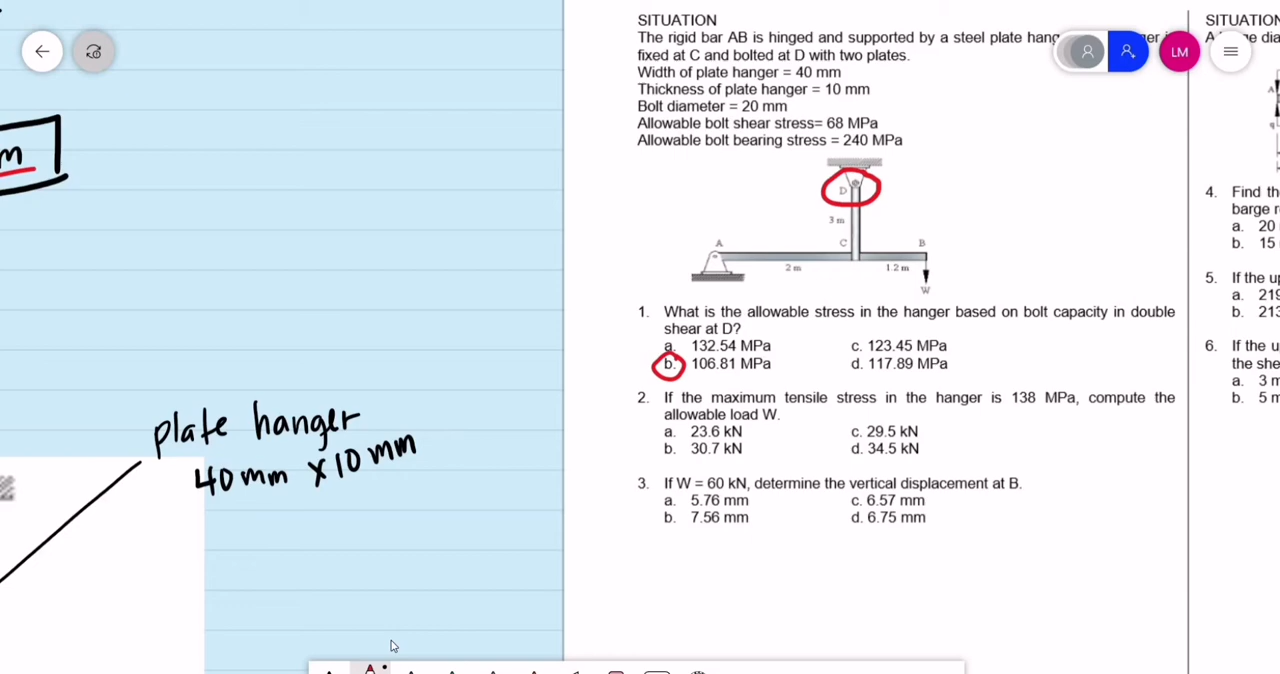 m
plate hanger
40mm x 10mm
SITUATION
The rigid bar AB is hinged and supported by a steel plate
fixed at C and bolted at D with two plates.
Width of plate hanger = 40 mm
Thickness of plate hanger = 10 mm
Bolt diameter = 20 mm
Allowable bolt shear stress= 68 MPa
Allowable bolt bearing stress = 240 MPa
D
3 m
A
C
B
2 m
1.2 m
W
1. What is the allowable stress in the hanger based on bolt capacity in double
shear at D?
a. 132.54 MPa c. 123.45 MPa
b. 106.81 MPa d. 117.89 MPa
2. If the maximum tensile stress in the hanger is 138 MPa, compute the
allowable load W.
a. 23.6 kN c. 29.5 kN
b. 30.7 kN d. 34.5 kN
3. If W = 60 kN, determine the vertical displacement at B.
a. 5.76 mm c. 6.57 mm
b. 7.56 mm d. 6.75 mm
LM
SITUATION
A
4. Find th
barge r
a. 20
b. 15
5. If the up
a. 219
b. 213
6. If the u
the she
a. 3 m
b. 5 m